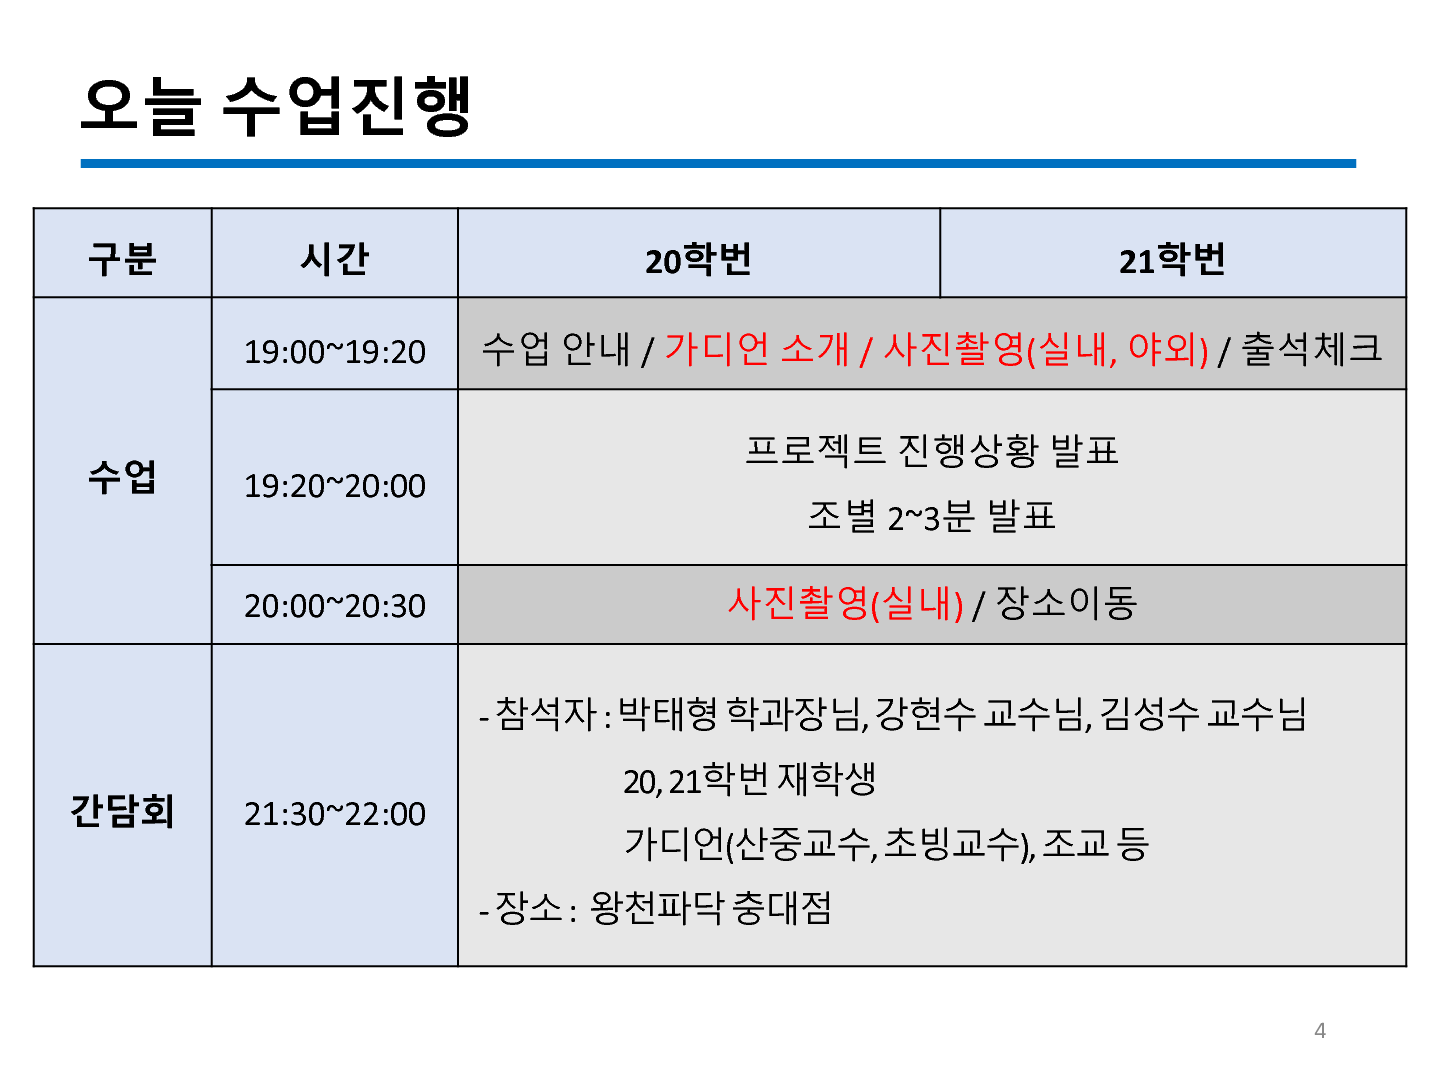 오늘 수업진행
구분 시간 20학번 21학번
수업
19:00~19:20 수업 안내 / 가디언 소개 / 사진촬영(실내, 야외) / 출석체크
19:20~20:00
프로젝트 진행상황 발표
조별 2~3분 발표
20:00~20:30 사진촬영(실내) / 장소이동
간담회
21:30~22:00
- 참석자 : 박태형 학과장님, 강현수 교수님, 김성수 교수님
20, 21학번 재학생
가디언(산중교수, 초빙교수), 조교 등
- 장소 : 왕천파닥 충대점
4